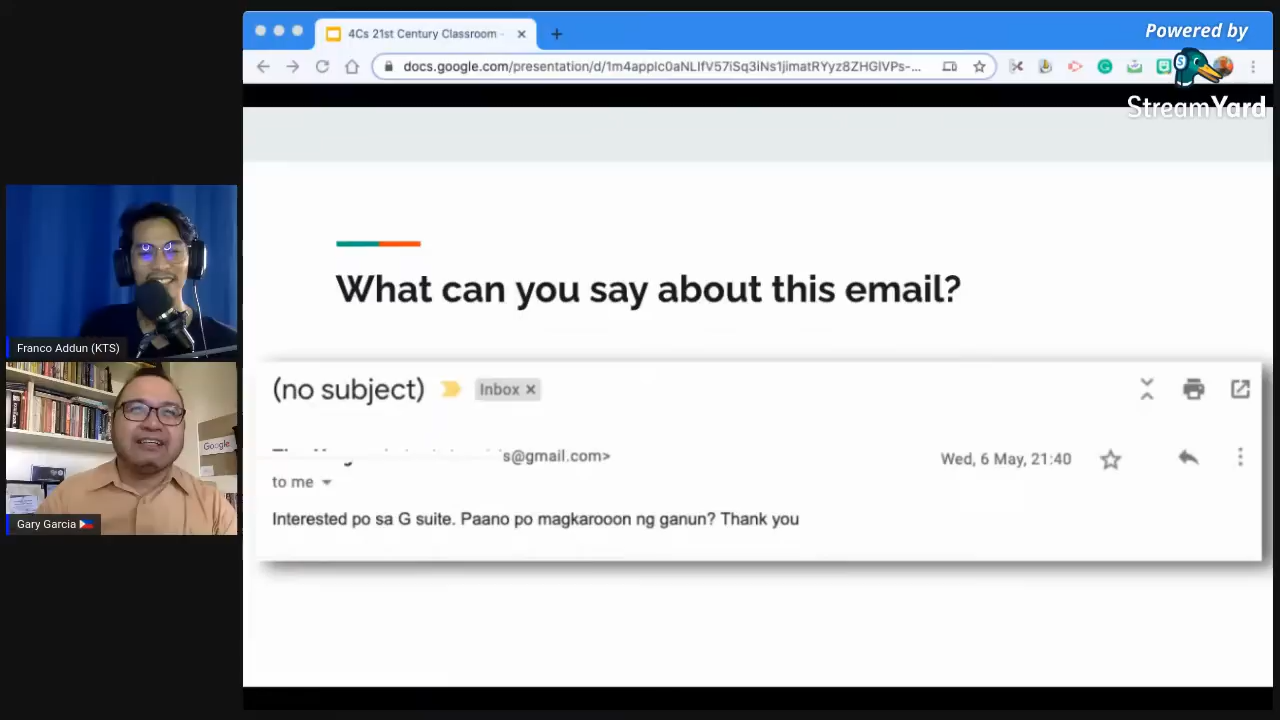 4Cs 21st Century Classroom -
Powered by
docs.google.com/presentation/d/1m4applc0aNLIfV57iSq3iNs1jimatRYyz8ZHGlVPs-...
StreamYard
What can you say about this email?
Franco Addun (KTS)
(no subject)
Inbox
Google
s@gmail.com>
Wed, 6 May, 21:40
to me
Interested po sa G suite. Paano po magkarooon ng ganun? Thank you
Gary Garcia